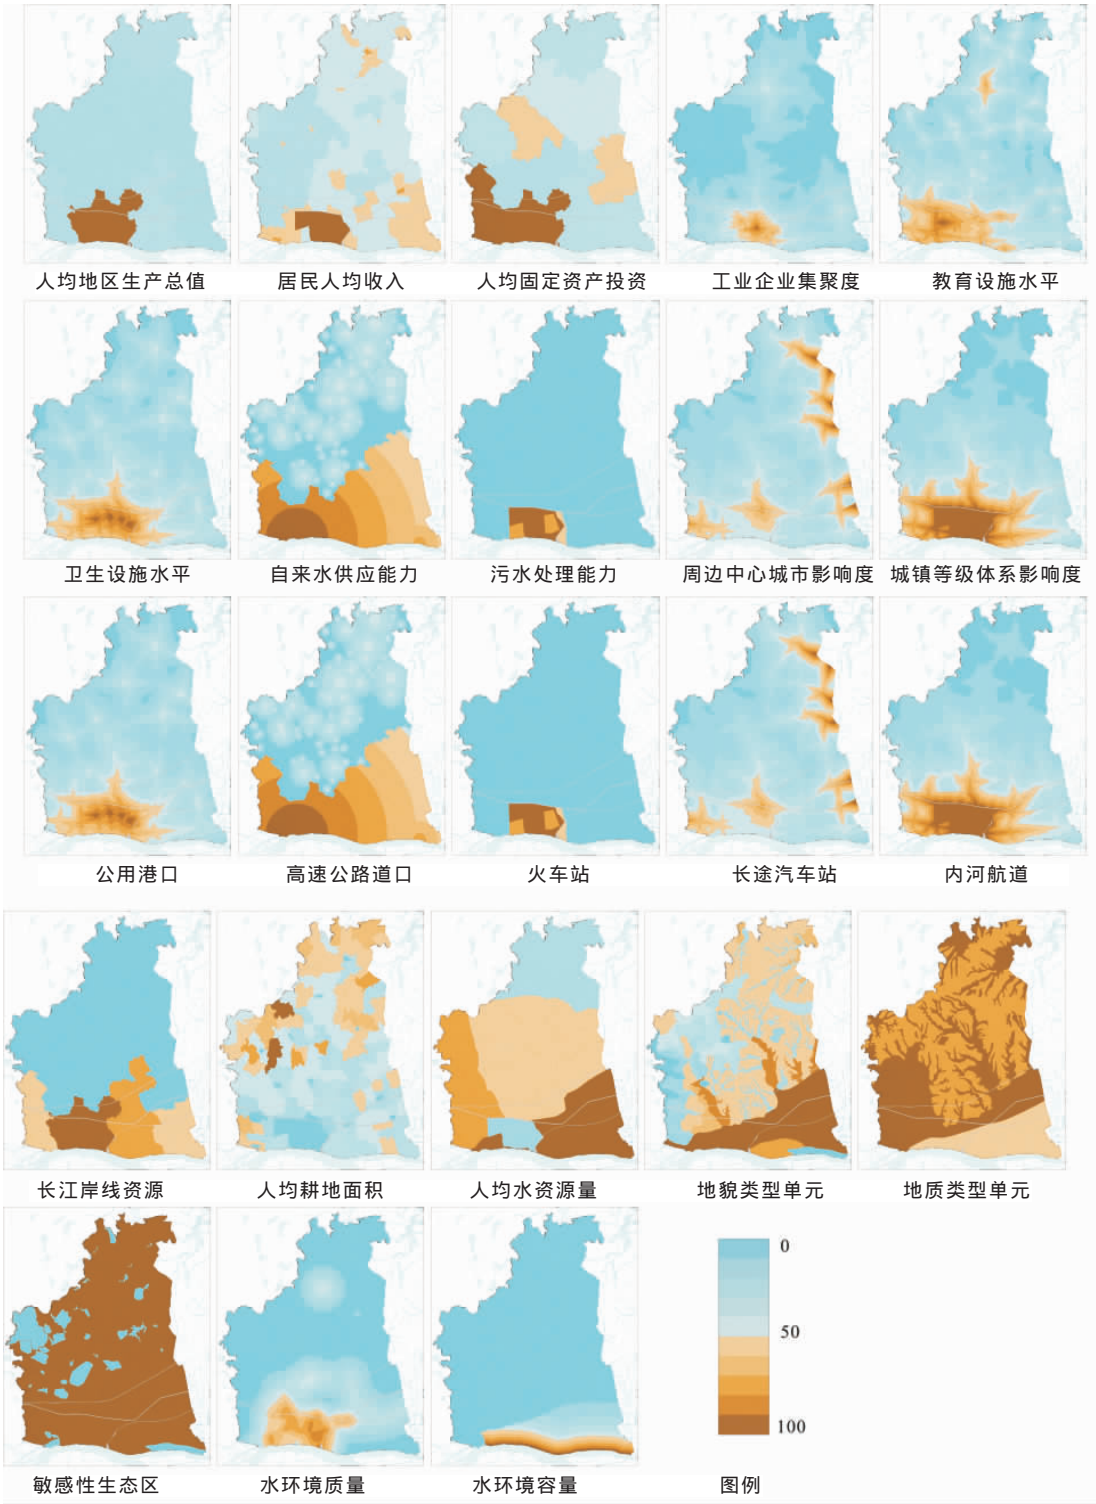 人均地区生产总值 居民人均收入 人均固定资产投资 工业企业集聚度 教育设施水平
卫生设施水平 自来水供应能力 污水处理能力 周边中心城市影响度 城镇等级体系影响度
公用港口 高速公路道口 火车站 长途汽车站 内河航道
长江岸线资源 人均耕地面积 人均水资源量 地貌类型单元 地质类型单元
0
50
100
敏感性生态区 水环境质量 水环境容量 图例